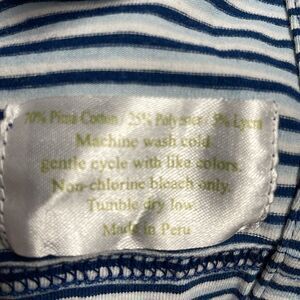 70% Pima Cotton / 25% Polyester / 5% Lycra
Machine wash cold
gentle cycle with like colors.
Non-chlorine bleach only.
Tumble dry low.
Made in Peru